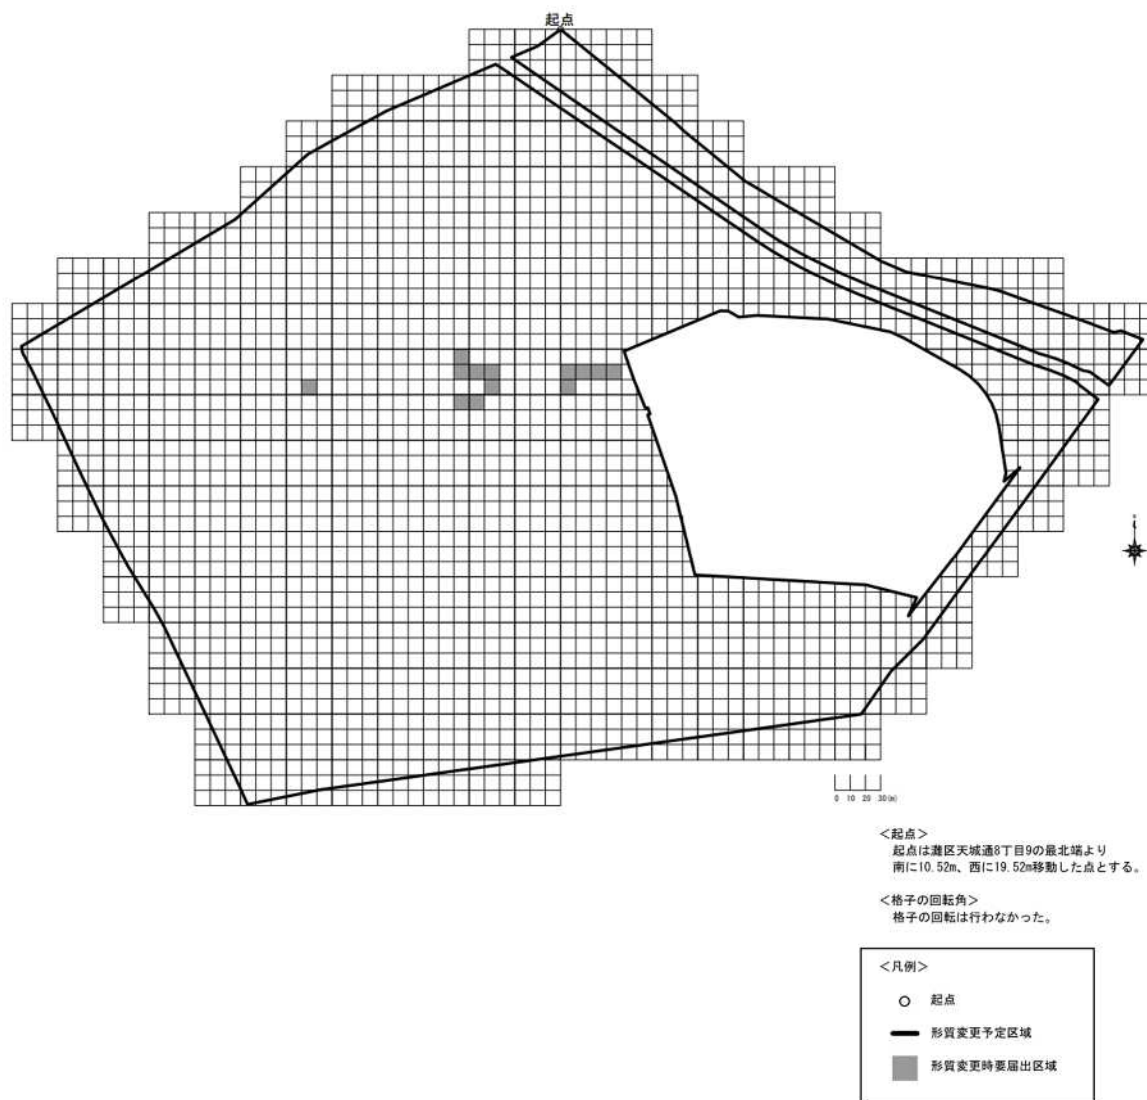 起点
0 10 20 30(m)
＜起点＞
起点は灘区天城通8丁目9の最北端より
南に10.52m、西に19.52m移動した点とする。
＜格子の回転角＞
格子の回転は行わなかった。
＜凡例＞
起点
形質変更予定区域
形質変更時要届出区域